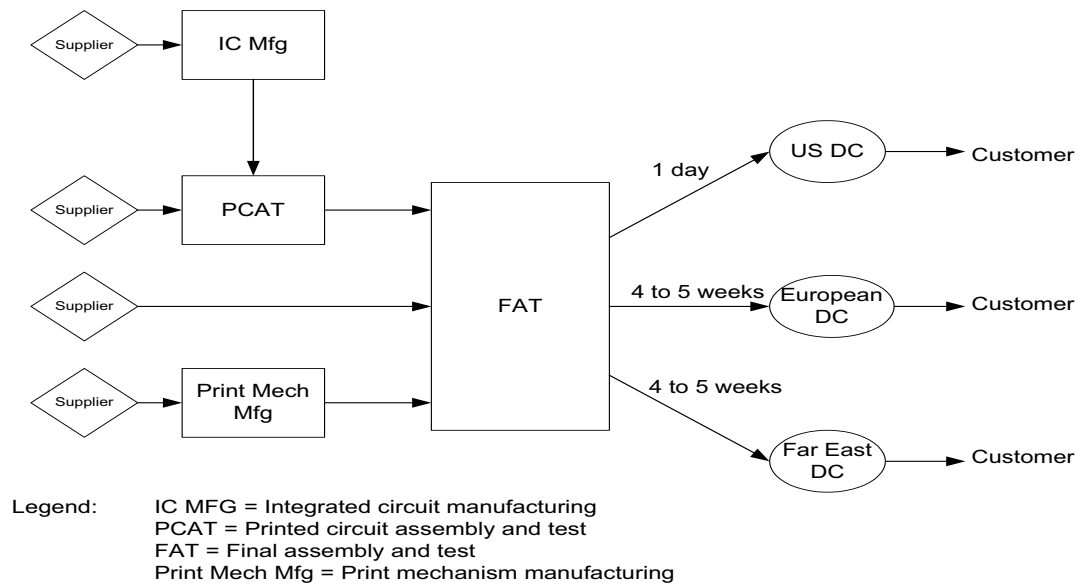 Supplier
IC Mfg
US DC
Customer
1 day
Supplier
PCAT
Supplier
FAT
4 to 5 weeks
European
DC
Customer
4 to 5 weeks
Supplier
Print Mech
Mfg
Far East
DC
Customer
Legend:
IC MFG = Integrated circuit manufacturing
PCAT = Printed circuit assembly and test
FAT = Final assembly and test
Print Mech Mfg = Print mechanism manufacturing